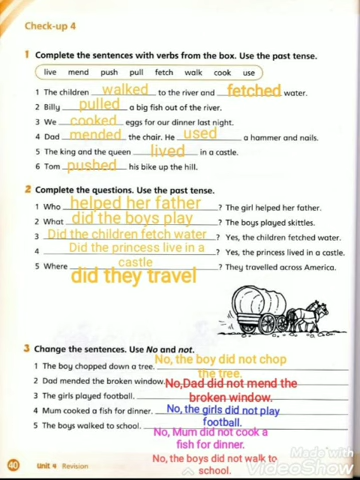 Check-up 4
1 Complete the sentences with verbs from the box. Use the past tense.
live mend push pull fetch walk cook use
1 The children walked to the river and fetched water.
2 Billy pulled a big fish out of the river.
3 We cooked eggs for our dinner last night.
4 Dad mended the chair. He used a hammer and nails.
5 The king and the queen lived in a castle.
6 Tom pushed his bike up the hill.
2 Complete the questions. Use the past tense.
1 Who helped her father ? The girl helped her father.
2 What did the boys play ? The boys played skittles.
3 Did the children fetch water ? Yes, the children fetched water.
4 Did the princess live in a ? Yes, the princess lived in a castle.
castle
5 Where ? They travelled across America.
did they travel
3 Change the sentences. Use No and not.
1 The boy chopped down a tree. No, the boy did not chop
the tree.
2 Dad mended the broken window. No,Dad did not mend the
broken window.
3 The girls played football.
4 Mum cooked a fish for dinner. No, the girls did not play
football.
5 The boys walked to school.
No, Mum did not cook a
fish for dinner.
No, the boys did not walk to
school.
40 Unit 4 Revision
Made with
VideoShow